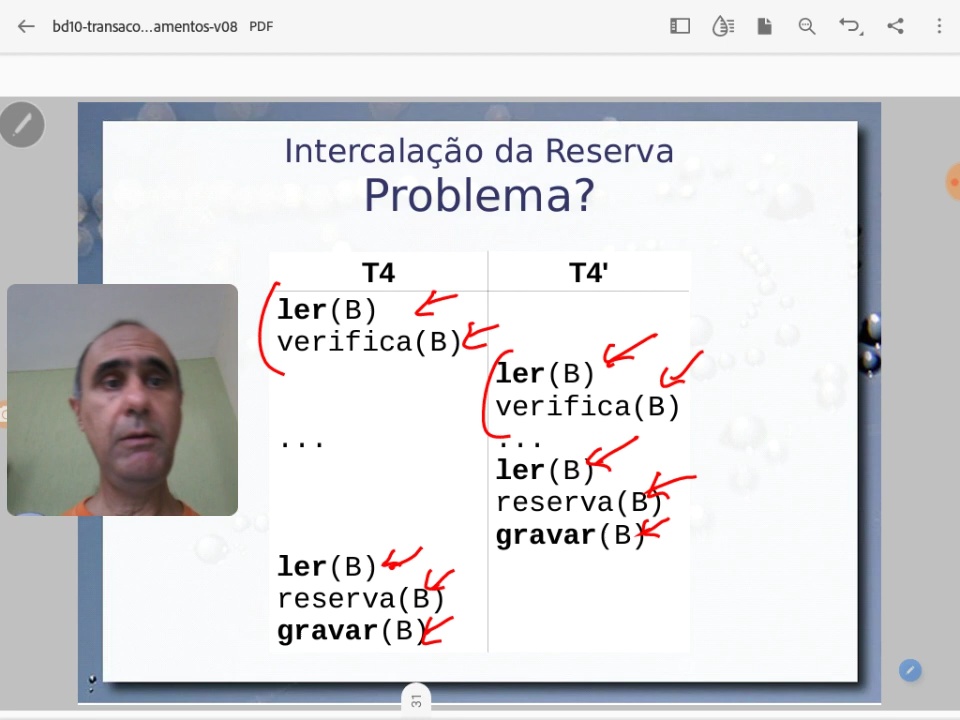 bd10-transaco...amentos-v08 PDF
Intercalação da Reserva
Problema?
T4 T4'
ler(B)
verifica(B)
ler(B)
verifica(B)
... ...
ler(B)
reserva(B)
gravar(B)
ler(B)
reserva(B)
gravar(B)
31